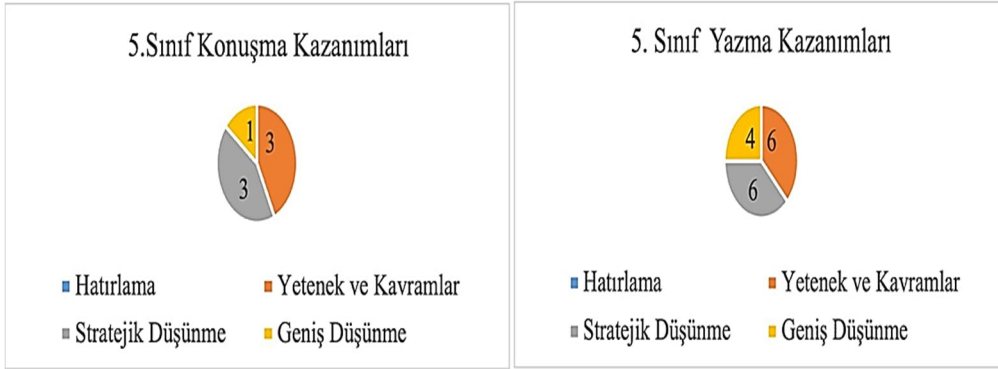 5.Sınıf Konuşma Kazanımları
1
3
3
Hatırlama
Yetenek ve Kavramlar
Stratejik Düşünme
Geniş Düşünme
5. Sınıf Yazma Kazanımları
4
6
6
Hatırlama
Yetenek ve Kavramlar
Stratejik Düşünme
Geniş Düşünme